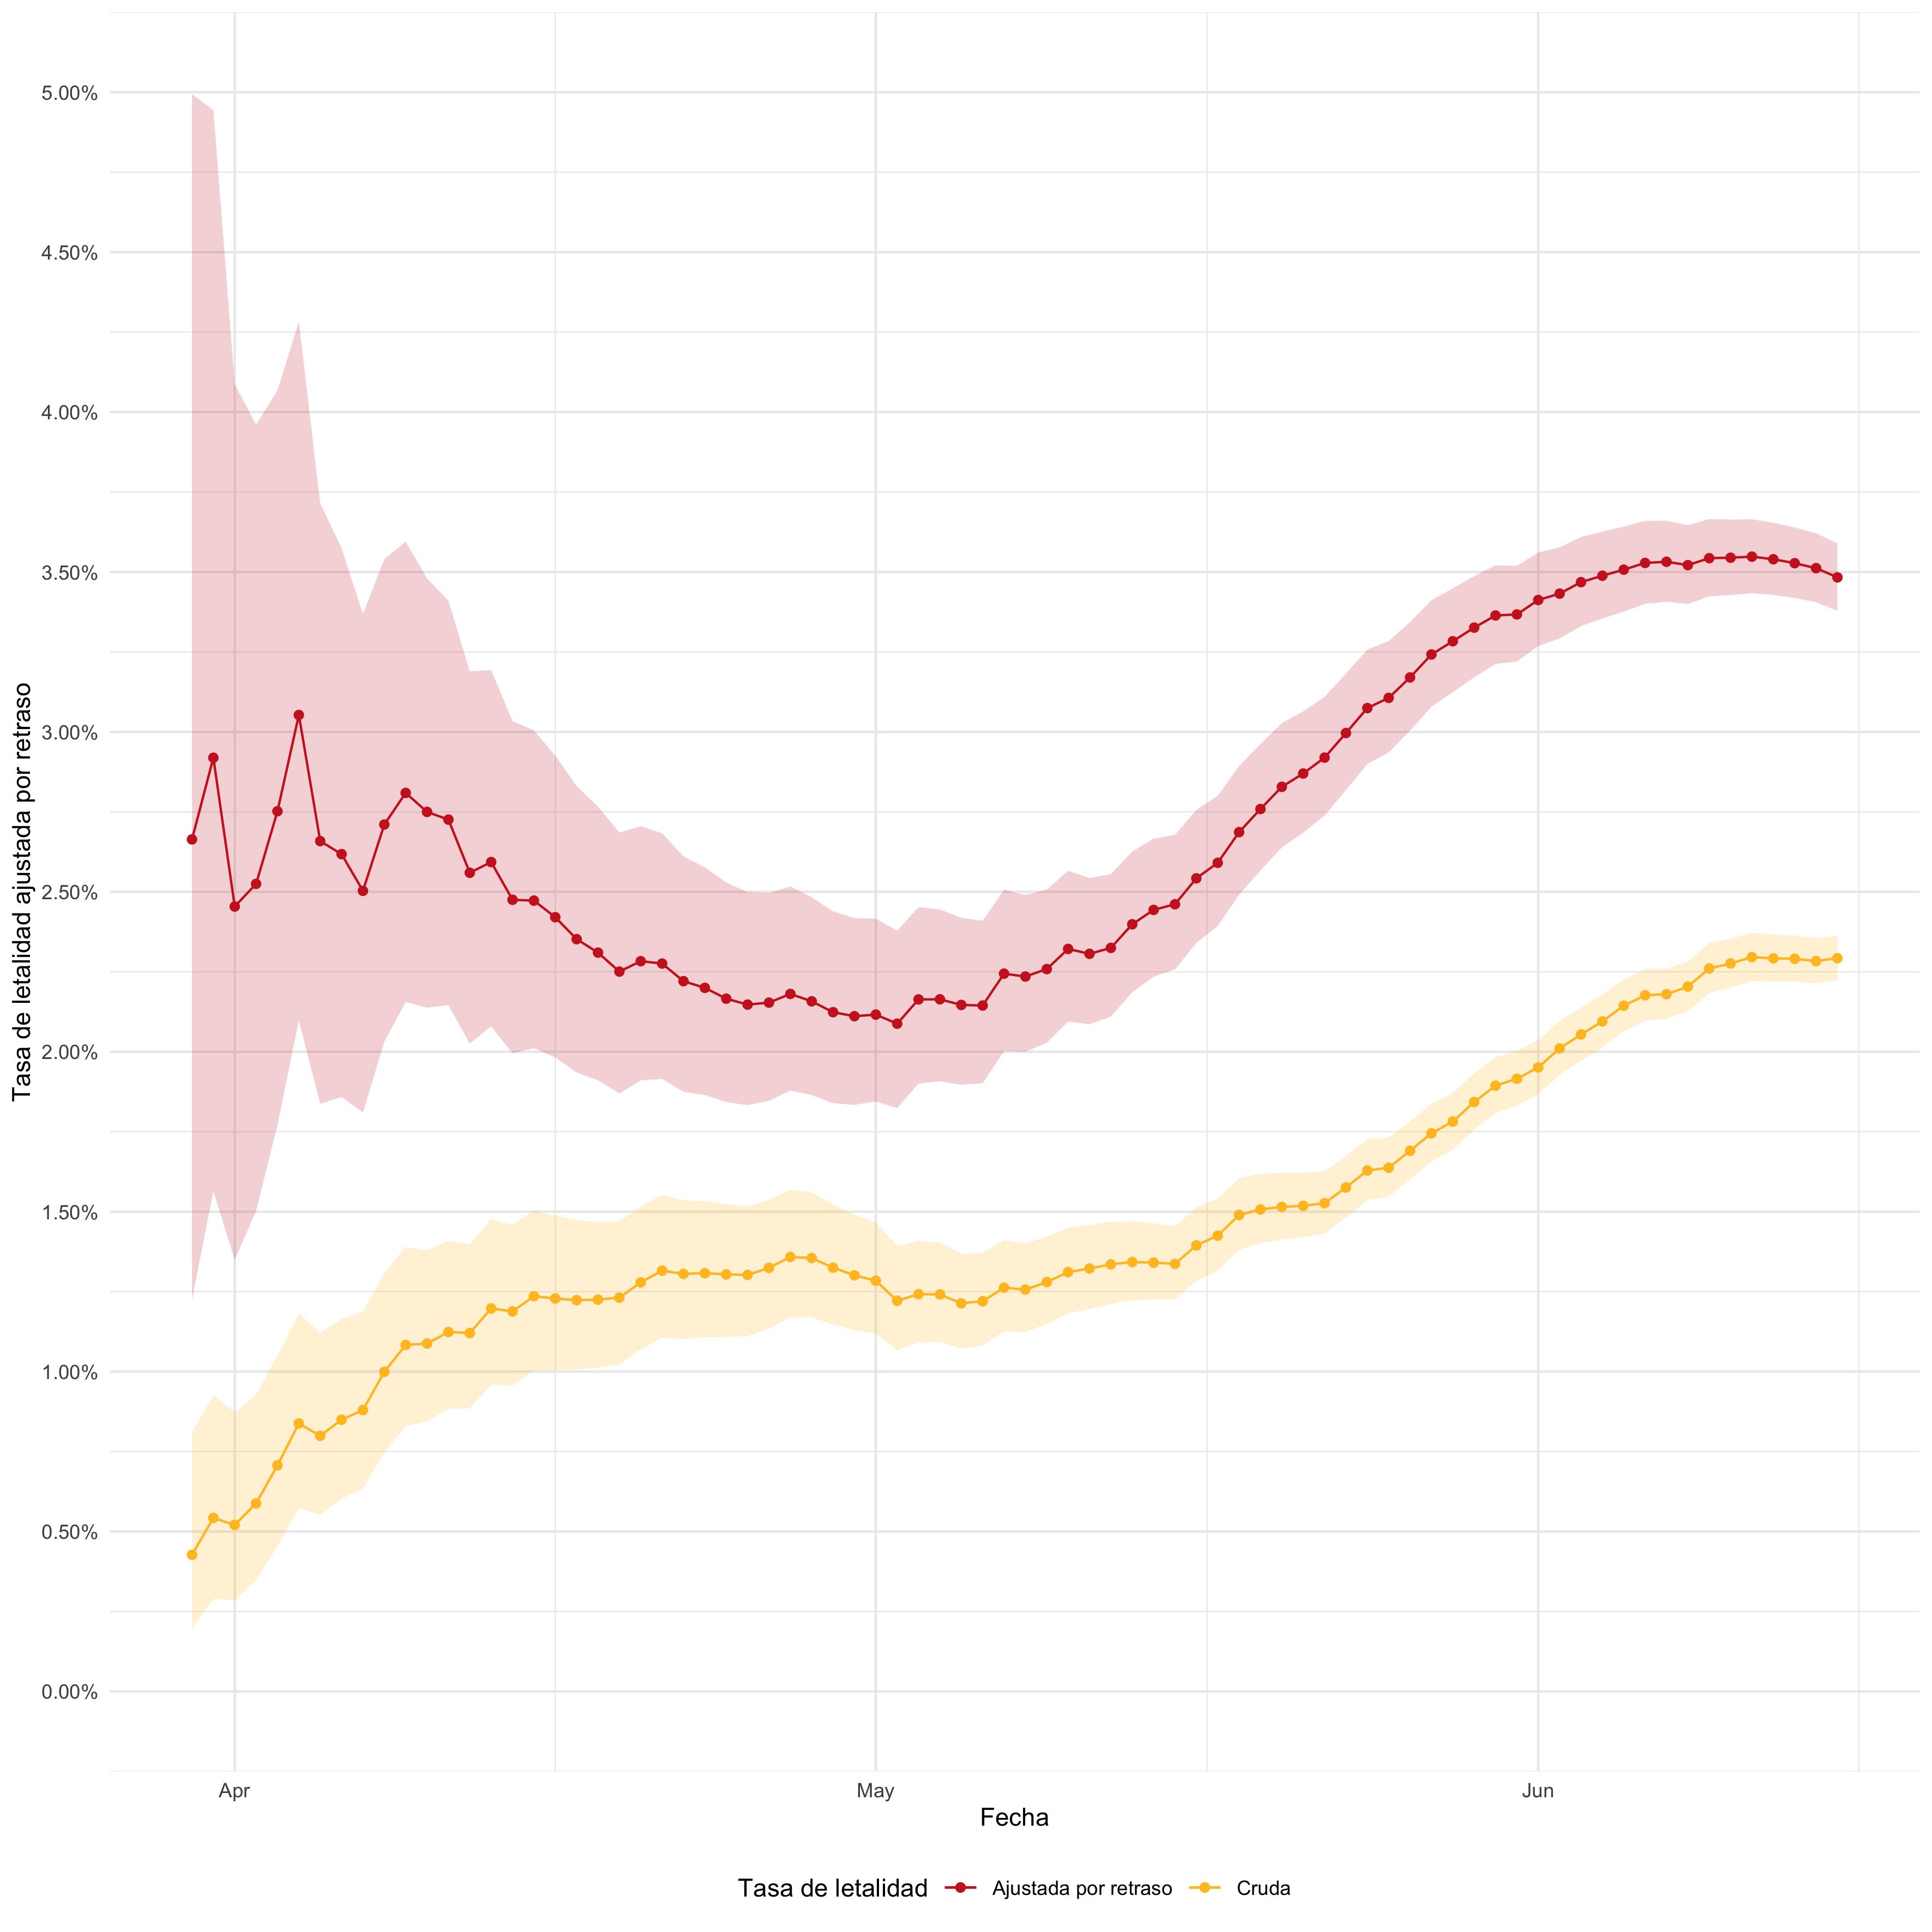 Tasa de letalidad ajustada por retraso
5.00%
4.50%
4.00%
3.50%
3.00%
2.50%
2.00%
1.50%
1.00%
0.50%
0.00%
Apr May Jun
Fecha
Tasa de letalidad Ajustada por retraso Cruda